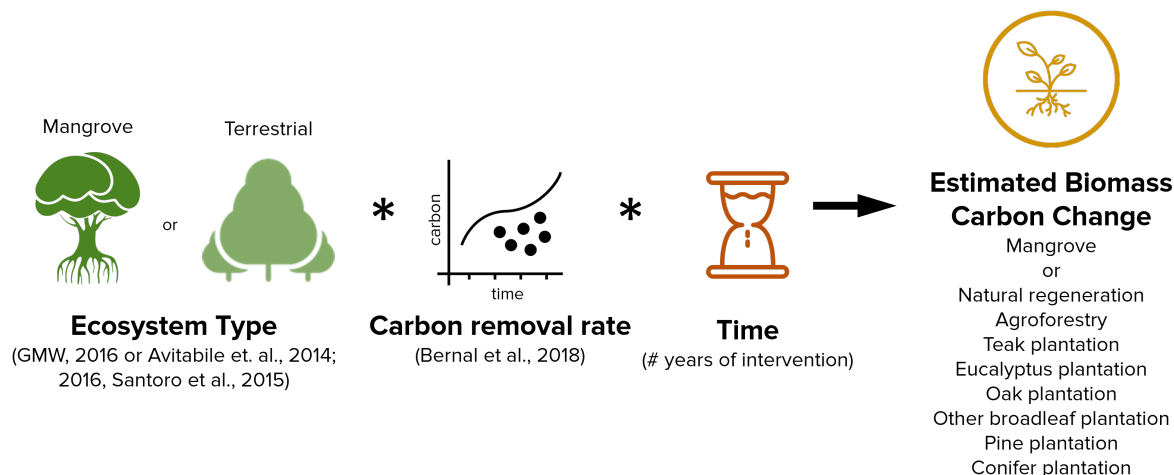 Mangrove
or
Terrestrial
Ecosystem Type
(GMW, 2016 or Avitabile et. al., 2014;
2016, Santoro et al., 2015)
*
carbon
time
Carbon removal rate
(Bernal et al., 2018)
*
Time
(# years of intervention)
Estimated Biomass
Carbon Change
Mangrove
or
Natural regeneration
Agroforestry
Teak plantation
Eucalyptus plantation
Oak plantation
Other broadleaf plantation
Pine plantation
Conifer plantation